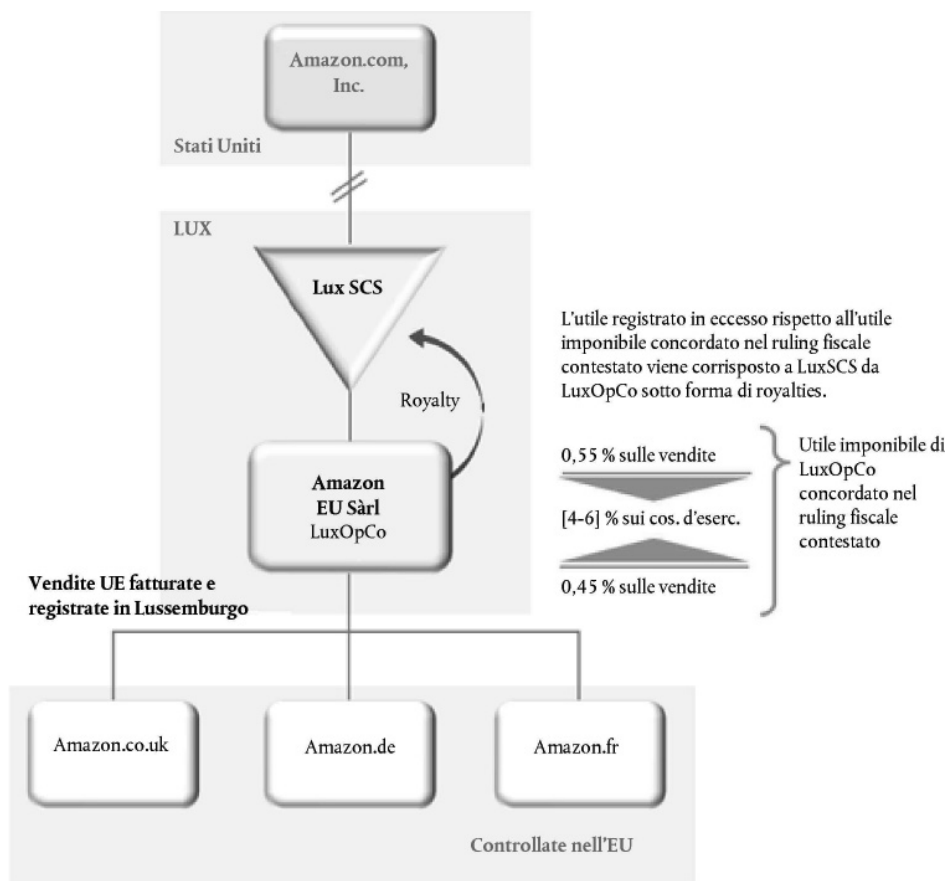 Amazon.com,
Inc.
Stati Uniti
LUX
Lux SCS
Royalty
Amazon
EU Sàrl
LuxOpCo
L'utile registrato in eccesso rispetto all'utile
imponibile concordato nel ruling fiscale
contestato viene corrisposto a LuxSCS da
LuxOpCo sotto forma di royalties.
0,55 % sulle vendite
[4-6] % sui cos. d'eserc.
0,45 % sulle vendite
Utile imponibile di
LuxOpCo
concordato nel
ruling fiscale
contestato
Vendite UE fatturate e
registrate in Lussemburgo
Amazon.co.uk
Amazon.de
Amazon.fr
Controllate nell'EU